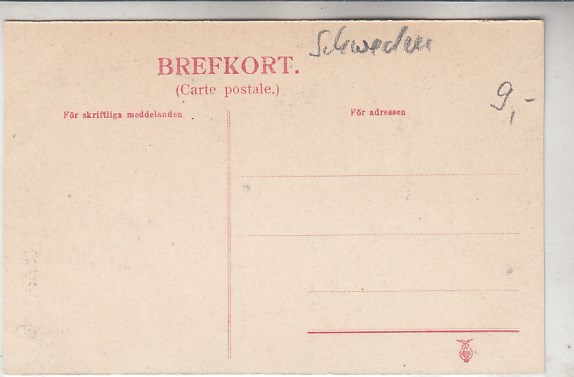 Schweden
BREFKORT.
(Carte postale.)
9,-
För skriftliga meddelanden
För adressen